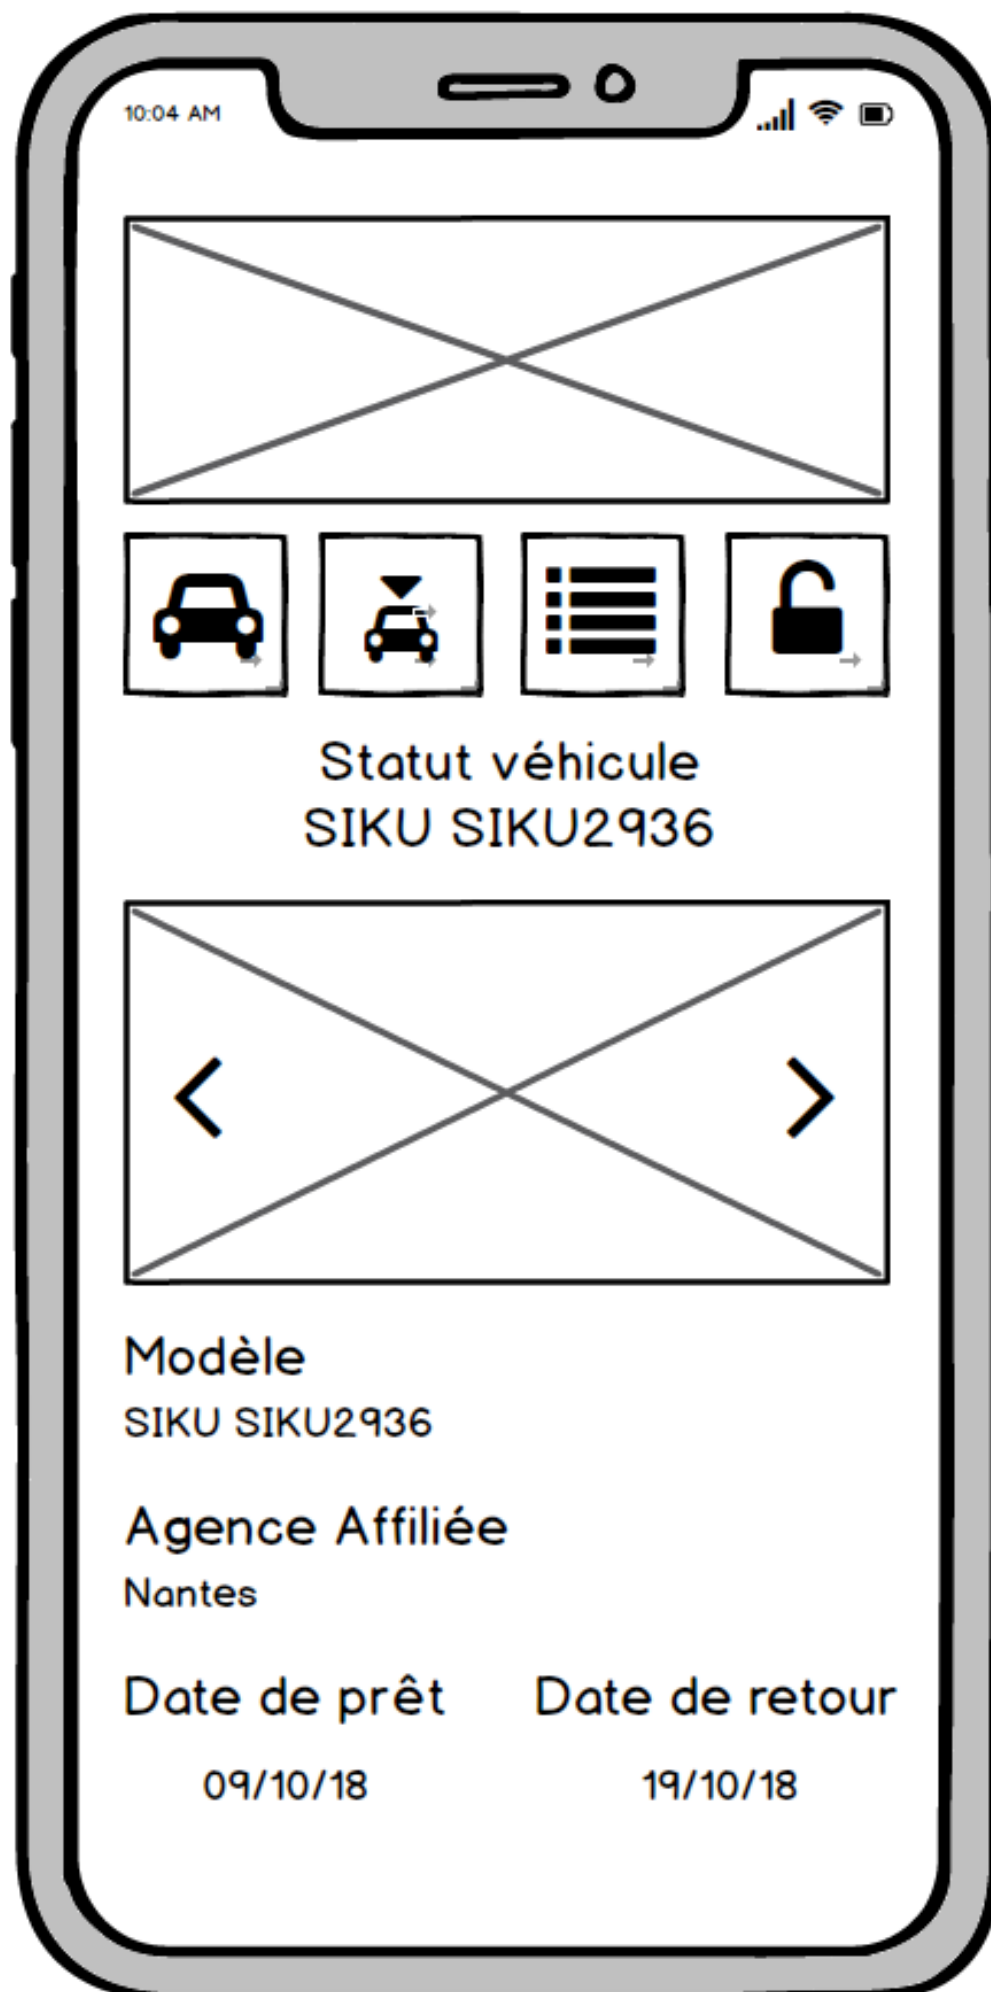 10:04 AM
Statut véhicule
SIKU SIKU2936
Modèle
SIKU SIKU2936
Agence Affiliée
Nantes
Date de prêt Date de retour
09/10/18 19/10/18